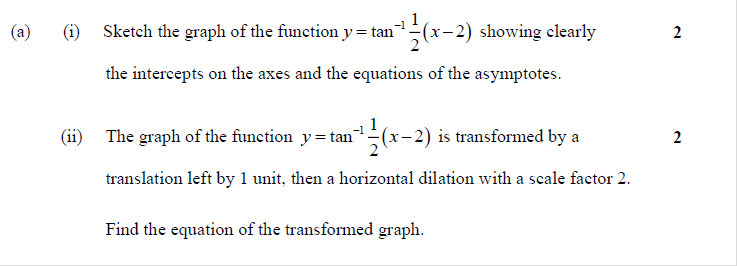 (a) (i) Sketch the graph of the function y = tan⁻¹ 1/2 (x − 2) showing clearly 2
the intercepts on the axes and the equations of the asymptotes.
(ii) The graph of the function y = tan⁻¹ 1/2 (x − 2) is transformed by a 2
translation left by 1 unit, then a horizontal dilation with a scale factor 2.
Find the equation of the transformed graph.